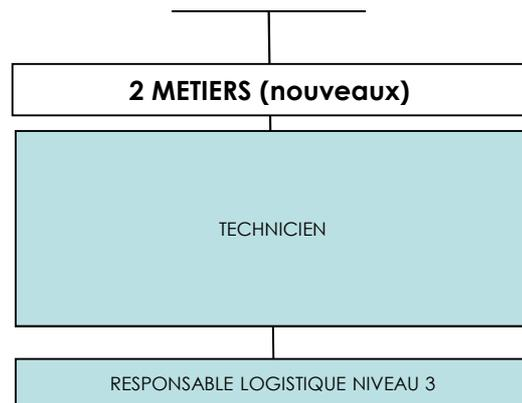 2 METIERS (nouveaux)
TECHNICIEN
RESPONSABLE LOGISTIQUE NIVEAU 3